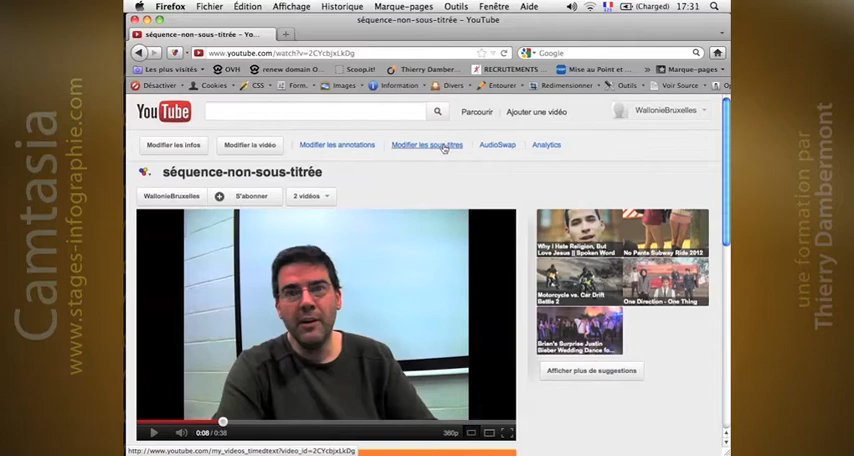 Firefox Fichier Édition Affichage Historique Marque-pages Outils Fenêtre Aide (Charged) 17:31
séquence-non-sous-titrée – YouTube
séquence-non-sous-titrée – Yo...
www.youtube.com/watch?v=2CYcbjxLkDg
Google
Les plus visités OVH renew domain... Scoop.it! Thierry Damber... RECRUTEMENTS Mise au Point et ... Marque-pages
Désactiver Cookies CSS Form. Images Information Divers Entourer Redimensionner Outils Voir Source
YouTube
Parcourir
Ajouter une vidéo
WallonieBruxelles
Modifier les infos
Modifier la vidéo
Modifier les annotations
Modifier les sous-titres
AudioSwap
Analytics
séquence-non-sous-titrée
WallonieBruxelles
S'abonner
2 vidéos
Why I Hate Religion, But
Love Jesus || Spoken Word
No Pants Subway Ride 2012
Motorcycle vs. Car Drift
Battle 2
One Direction - One Thing
Brian's Surprise Justin
Bieber Wedding Dance fo...
Afficher plus de suggestions
0:08 / 0:38
360p
http://www.youtube.com/my_videos_timedtext?video_id=2CYcbjxLkDg
Camtasia
www.stages-infographie.com
une formation par
Thierry Dambermont